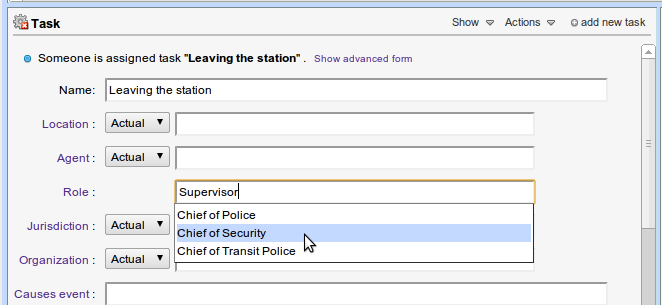 Task Show Actions add new task
Someone is assigned task "Leaving the station" . Show advanced form
Name: Leaving the station
Location : Actual
Agent : Actual
Role : Supervisor
Chief of Police
Jurisdiction : Actual Chief of Security
Chief of Transit Police
Organization : Actual
Causes event :